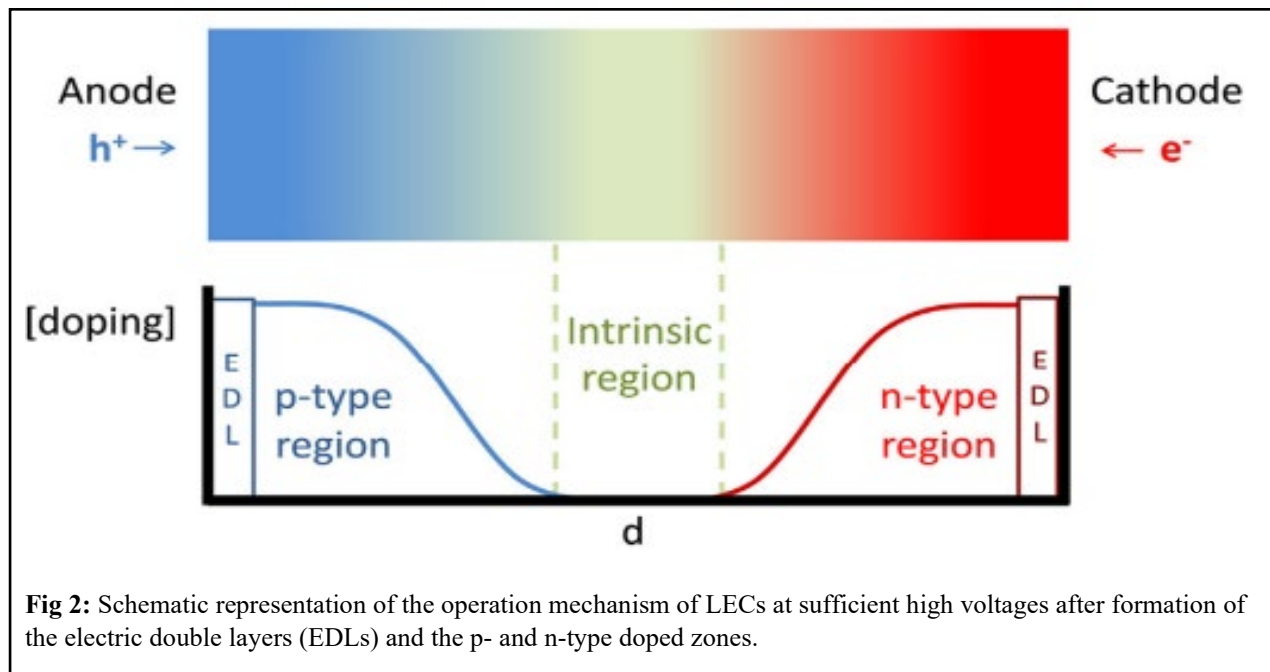 Anode
h⁺ →
Cathode
← e⁻
[doping]
E
D
L
p-type
region
Intrinsic
region
n-type
region
E
D
L
d
Fig 2: Schematic representation of the operation mechanism of LECs at sufficient high voltages after formation of
the electric double layers (EDLs) and the p- and n-type doped zones.